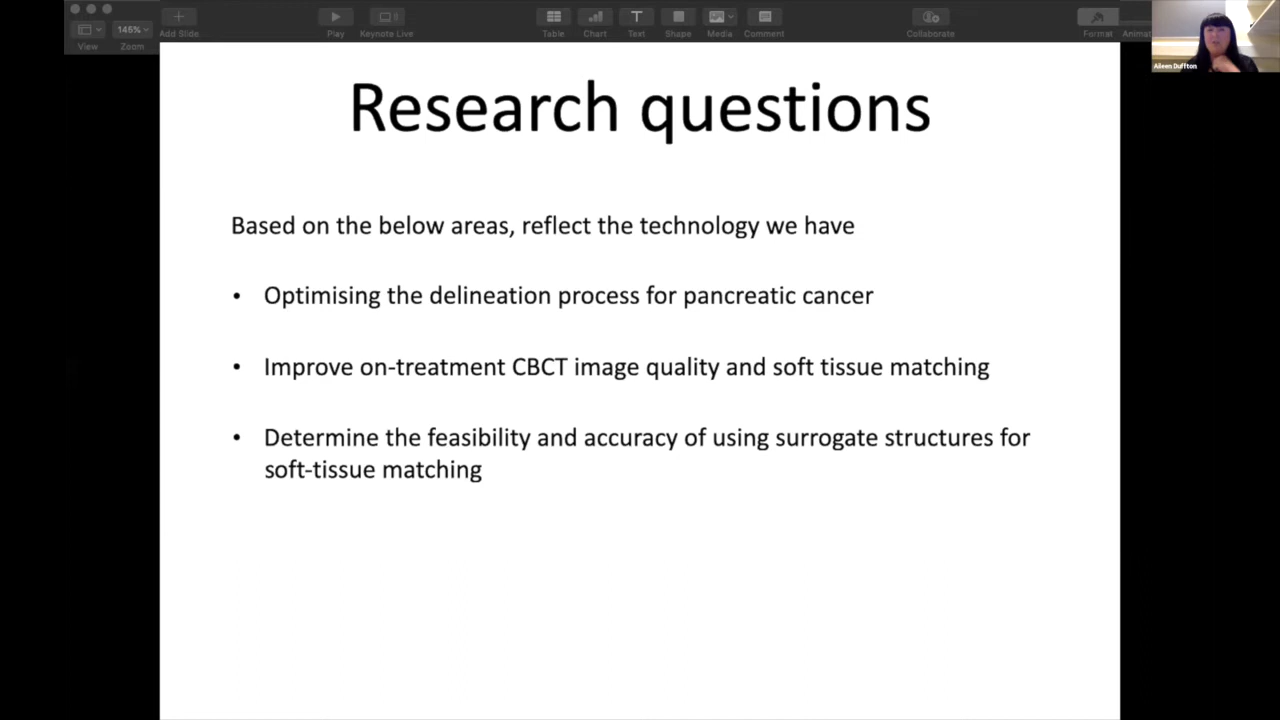 145%
View
Zoom
Add Slide
Play
Keynote Live
Table
Chart
Text
Shape
Media
Comment
Collaborate
Format
Animat
Aileen Duffton
Research questions
Based on the below areas, reflect the technology we have
• Optimising the delineation process for pancreatic cancer
• Improve on-treatment CBCT image quality and soft tissue matching
• Determine the feasibility and accuracy of using surrogate structures for
soft-tissue matching